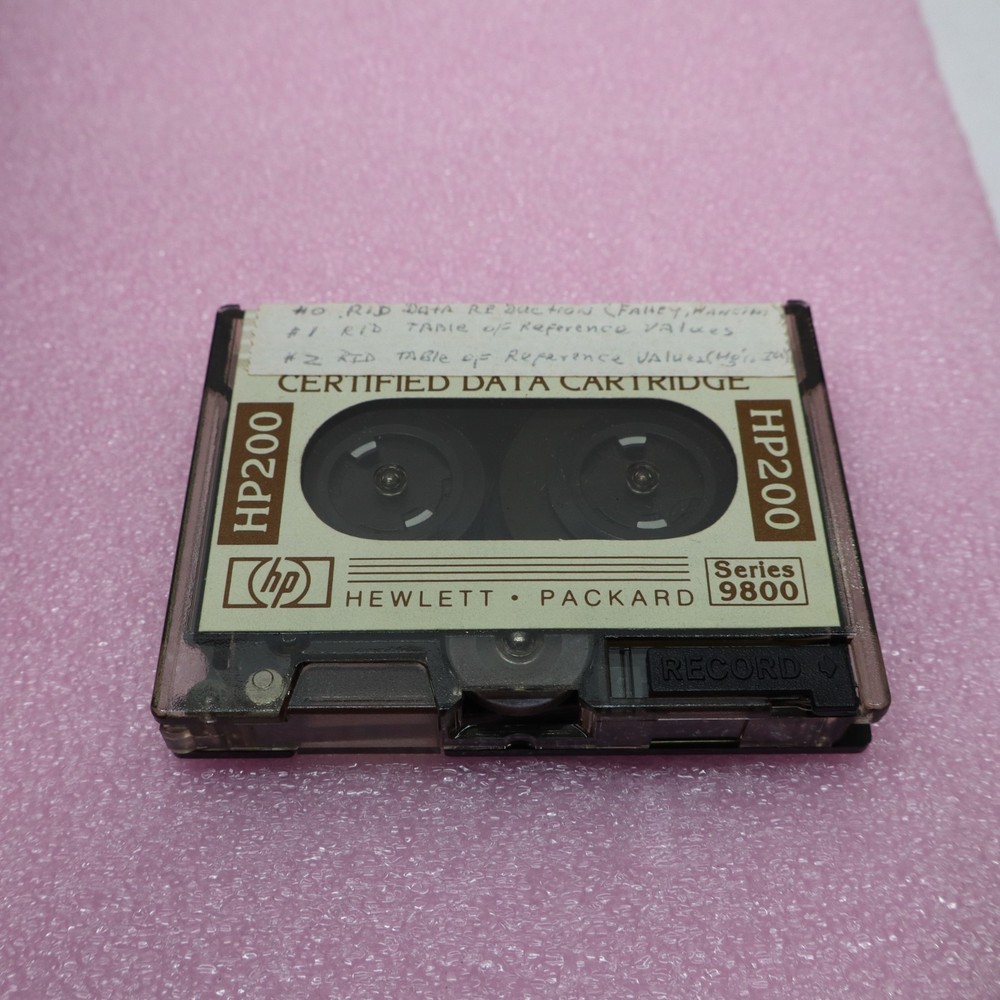 #0 RID DATA REDUCTION (FAHEY,
#1 RID TABLE of Reference VALUES
#2 RID TABLE of Reference VALUES
CERTIFIED DATA CARTRIDGE
HP200
HP200
hp
HEWLETT • PACKARD
Series
9800
RECORD